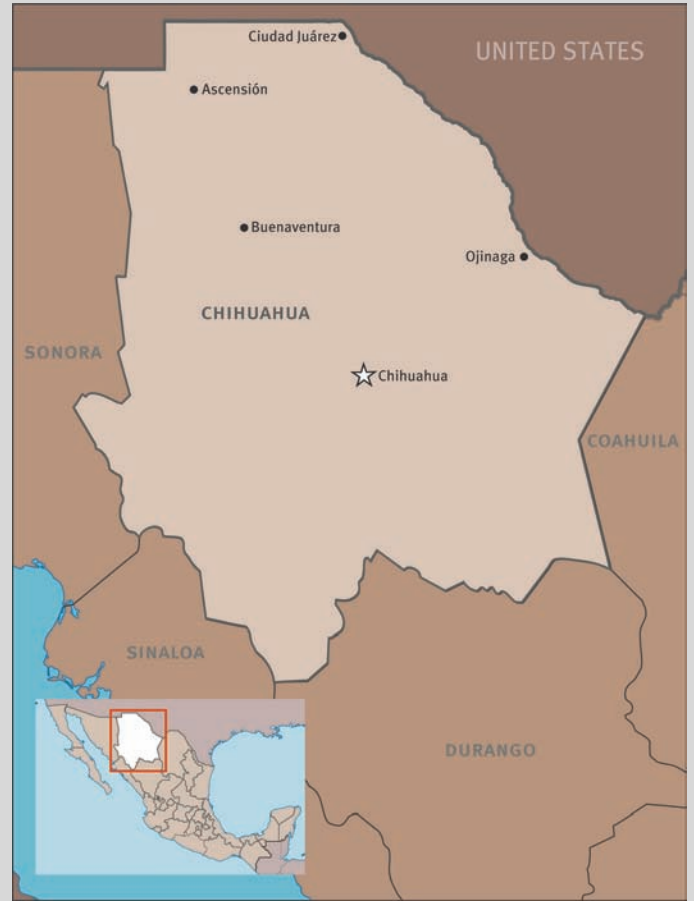 Ciudad Juárez
UNITED STATES
Ascensión
Buenaventura
Ojinaga
CHIHUAHUA
SONORA
Chihuahua
COAHUILA
SINALOA
DURANGO